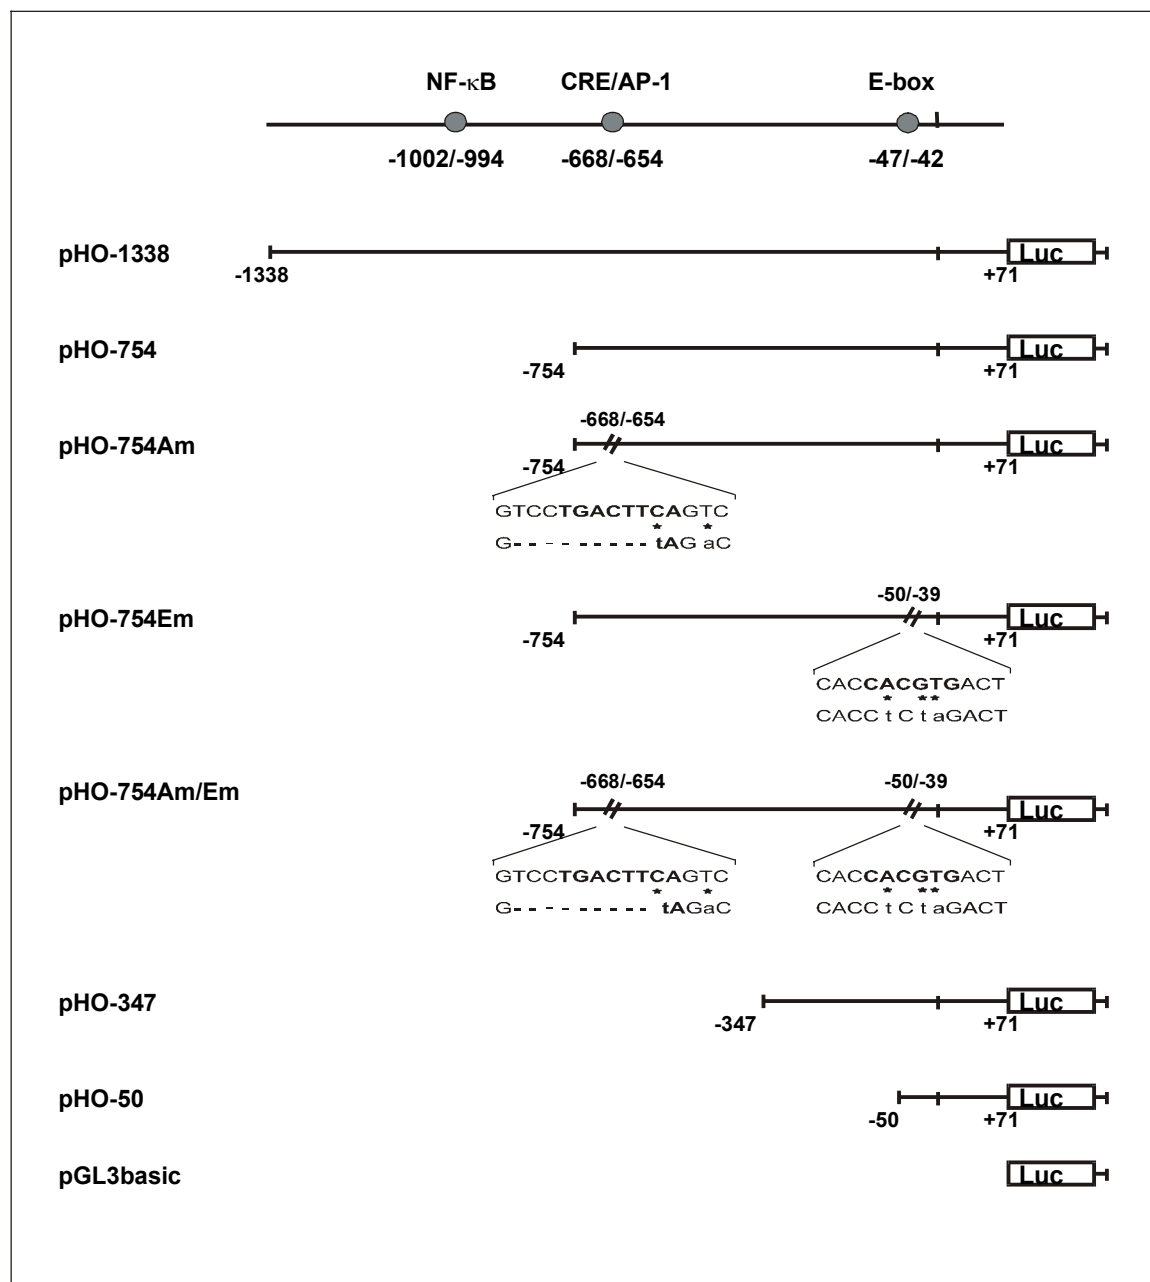 NF-κB CRE/AP-1 E-box
-1002/-994 -668/-654 -47/-42
pHO-1338 Luc
-1338 +71
pHO-754 Luc
-754 +71
-668/-654
pHO-754Am Luc
-754 +71
GTCCTGACTTCAGTC
* *
G- - - - - - - - - -tAG aC
-50/-39
pHO-754Em Luc
-754 +71
CACCACGTGACT
* **
CACC t C t aGACT
-668/-654 -50/-39
pHO-754Am/Em Luc
-754 +71
GTCCTGACTTCAGTC CACCACGTGACT
* * * **
G- - - - - - - - - - tAGaC CACC t C t aGACT
pHO-347 Luc
-347 +71
pHO-50 Luc
-50 +71
pGL3basic Luc